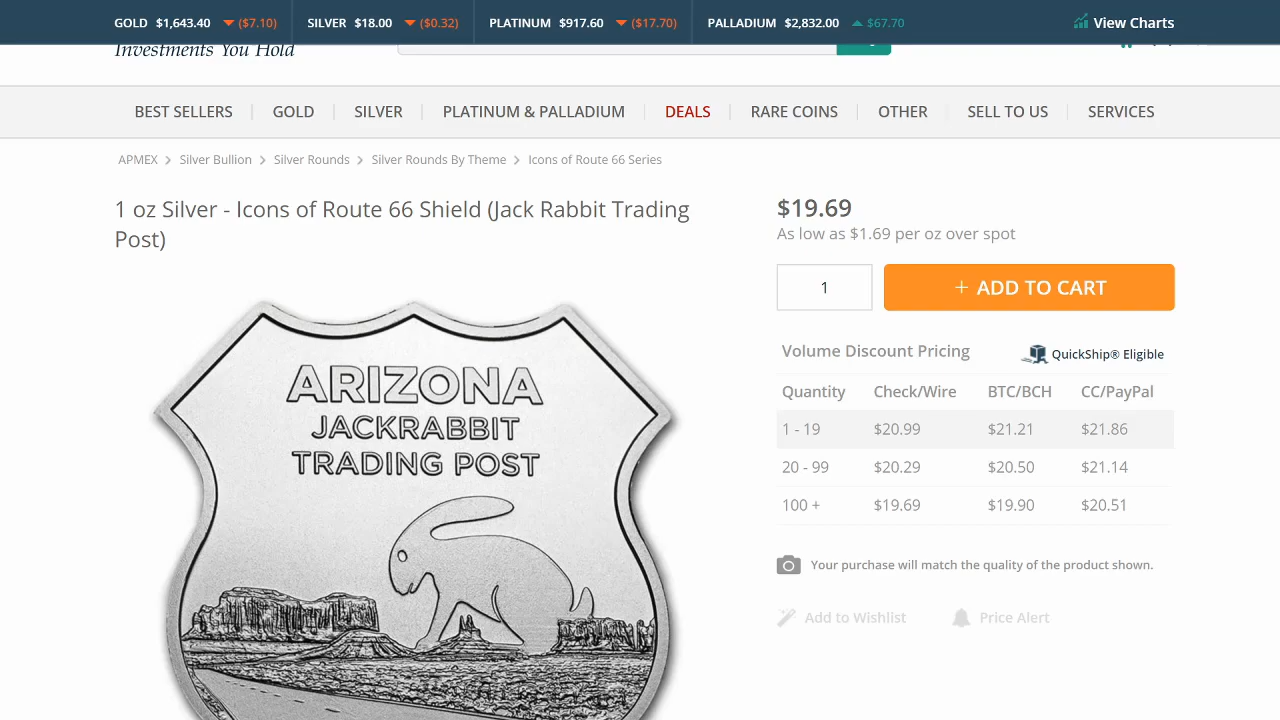 GOLD $1,643.40 ($7.10) SILVER $18.00 ($0.32) PLATINUM $917.60 ($17.70) PALLADIUM $2,832.00 $67.70 View Charts
Investments You Hold
BEST SELLERS GOLD SILVER PLATINUM & PALLADIUM DEALS RARE COINS OTHER SELL TO US SERVICES
APMEX > Silver Bullion > Silver Rounds > Silver Rounds By Theme > Icons of Route 66 Series
1 oz Silver - Icons of Route 66 Shield (Jack Rabbit Trading
Post)
$19.69
As low as $1.69 per oz over spot
1 + ADD TO CART
Volume Discount Pricing QuickShip® Eligible
Quantity Check/Wire BTC/BCH CC/PayPal
1 - 19 $20.99 $21.21 $21.86
20 - 99 $20.29 $20.50 $21.14
100 + $19.69 $19.90 $20.51
Your purchase will match the quality of the product shown.
Add to Wishlist Price Alert
ARIZONA
JACKRABBIT
TRADING POST